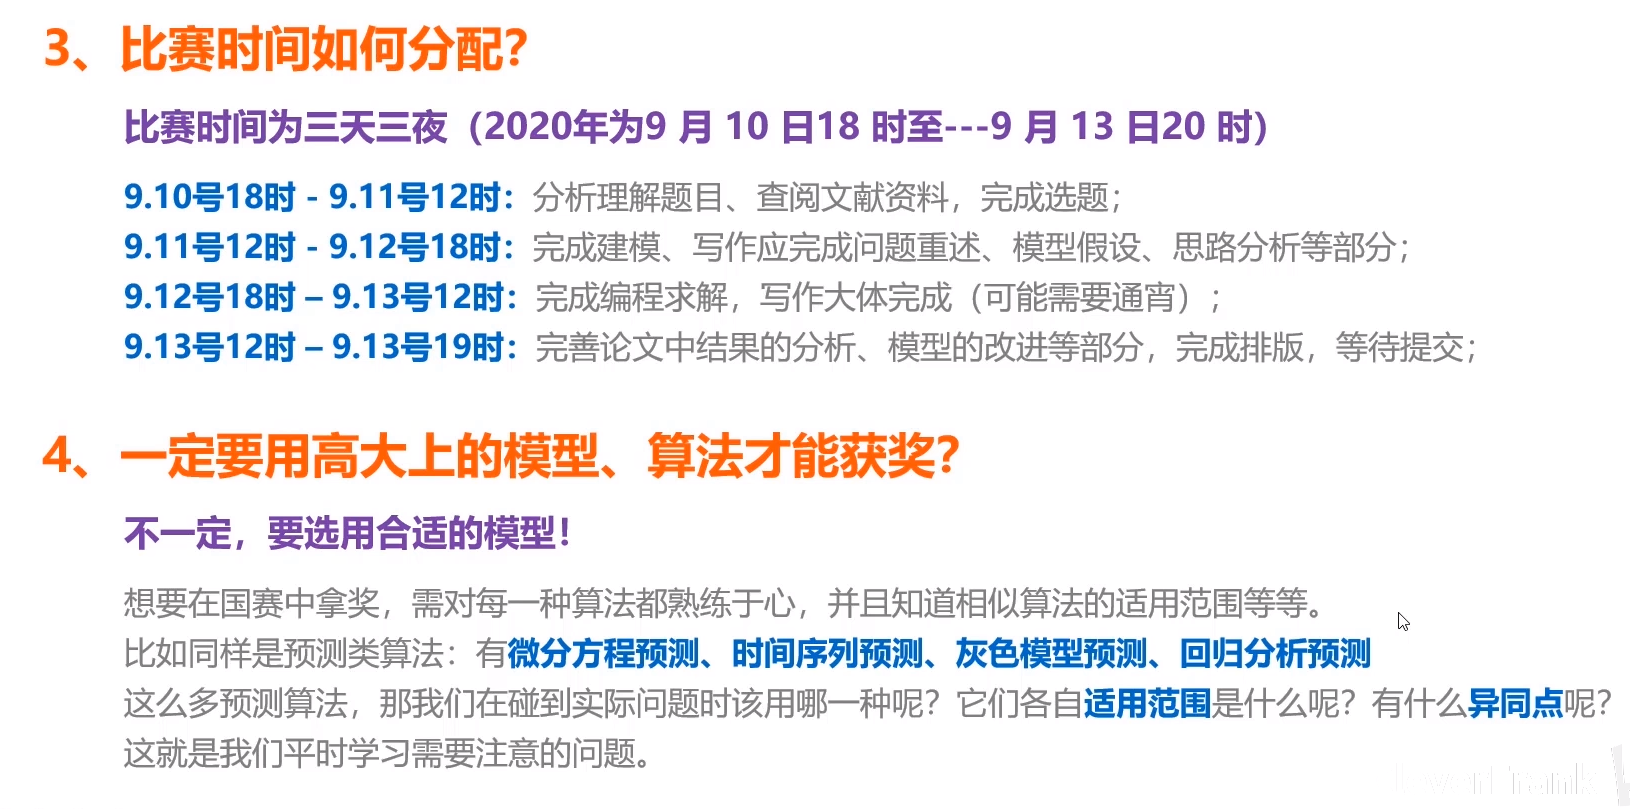 3、比赛时间如何分配？
比赛时间为三天三夜（2020年为9 月 10 日18 时至---9 月 13 日20 时）
9.10号18时 - 9.11号12时：分析理解题目、查阅文献资料，完成选题；
9.11号12时 - 9.12号18时：完成建模、写作应完成问题重述、模型假设、思路分析等部分；
9.12号18时 – 9.13号12时：完成编程求解，写作大体完成（可能需要通宵）；
9.13号12时 – 9.13号19时：完善论文中结果的分析、模型的改进等部分，完成排版，等待提交；
4、一定要用高大上的模型、算法才能获奖？
不一定，要选用合适的模型！
想要在国赛中拿奖，需对每一种算法都熟练于心，并且知道相似算法的适用范围等等。
比如同样是预测类算法：有微分方程预测、时间序列预测、灰色模型预测、回归分析预测
这么多预测算法，那我们在碰到实际问题时该用哪一种呢？它们各自适用范围是什么呢？有什么异同点呢？
这就是我们平时学习需要注意的问题。